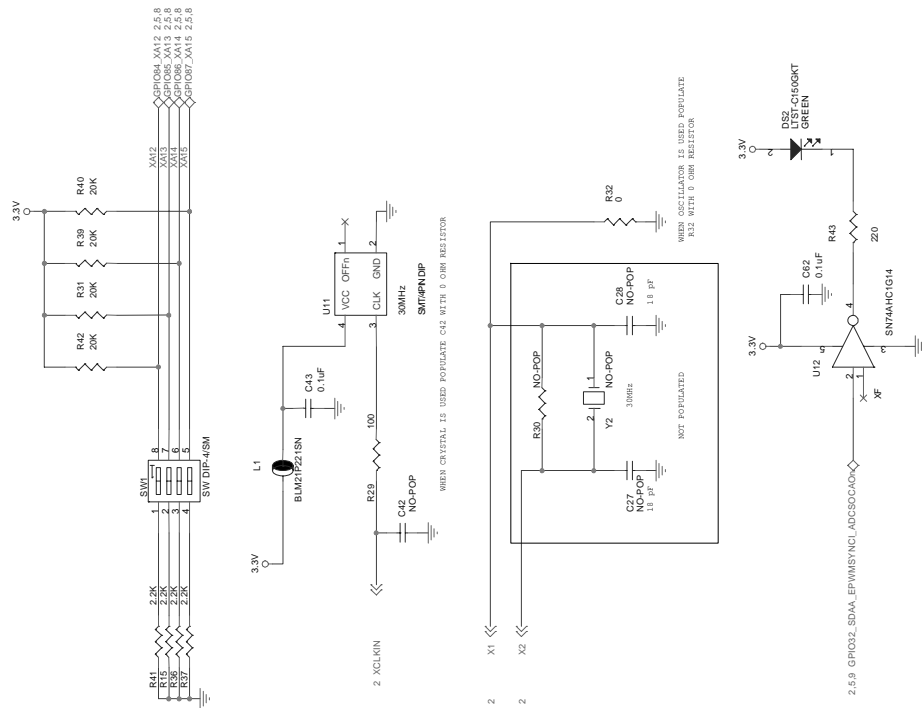 3.3V
R42
20K
R31
20K
R39
20K
R40
20K
XA12
XA13
XA14
XA15
GPIO84_XA12 2,5,8
GPIO85_XA13 2,5,8
GPIO86_XA14 2,5,8
GPIO87_XA15 2,5,8
SW1
SW DIP-4/SM
1
2
3
4
8
7
6
5
R41
R15
R36
R37
2.2K
2.2K
2.2K
2.2K
3.3V
L1
BLM21P221SN
C43
0.1uF
U11
VCC
OFFn
CLK
GND
4
1
3
2
30MHz
SMT/4PINDIP
R29
100
C42
NO-POP
2 XCLKIN
WHEN CRYSTAL IS USED POPULATE C42 WITH 0 OHM RESISTOR
2 X1
2 X2
R30
NO-POP
Y2
NO-POP
2
1
30MHz
C27
NO-POP
18 pF
C28
NO-POP
18 pF
NOT POPULATED
R32
0
WHEN OSCILLATOR IS USED POPULATE
R32 WITH 0 OHM RESISTOR
2,5,9 GPIO32_SDAA_EPWMSYNCI_ADCSOCAOn
3.3V
U12
5
2
1
XF
3
4
SN74AHC1G14
C62
0.1uF
R43
220
3.3V
2
1
DS2
LTST-C150GKT
GREEN